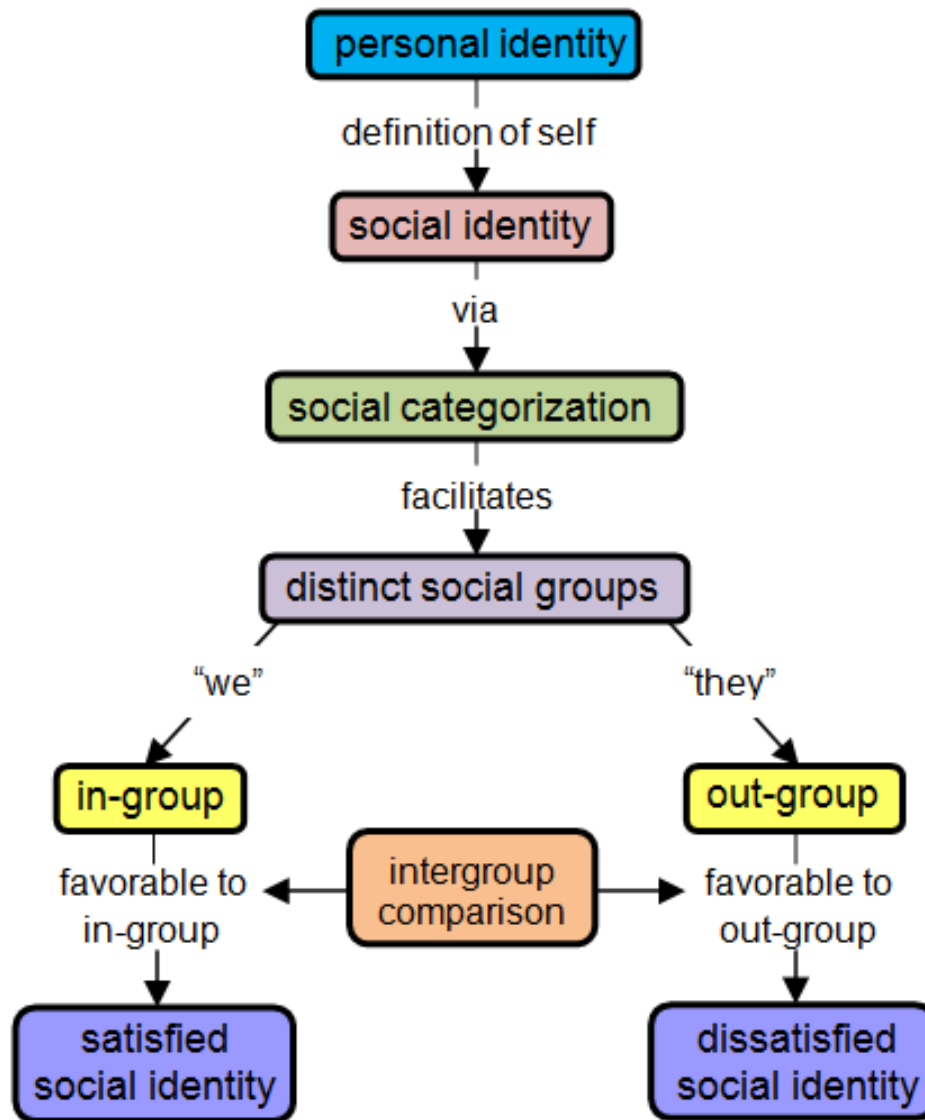 personal identity
definition of self
social identity
via
social categorization
facilitates
distinct social groups
“we”
“they”
in-group
out-group
favorable to
in-group
intergroup
comparison
favorable to
out-group
satisfied
social identity
dissatisfied
social identity